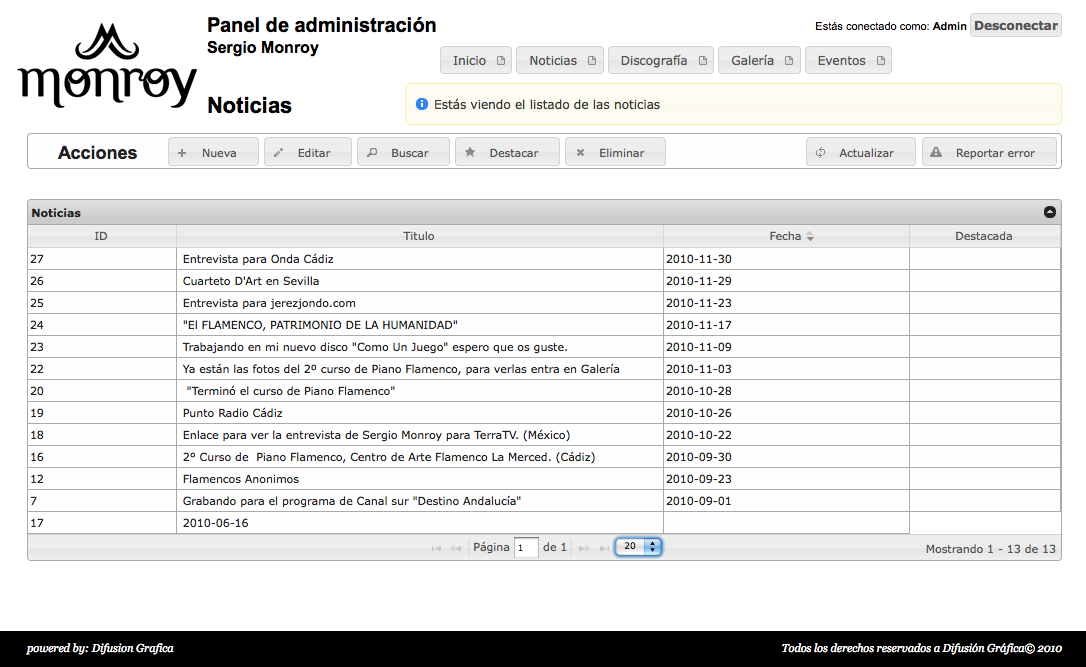 monroy
Panel de administración
Sergio Monroy
Estás conectado como: Admin Desconectar
Inicio Noticias Discografía Galería Eventos
Noticias
Estás viendo el listado de las noticias
Acciones Nueva Editar Buscar Destacar Eliminar Actualizar Reportar error
Noticias
ID Titulo Fecha Destacada
27 Entrevista para Onda Cádiz 2010-11-30
26 Cuarteto D'Art en Sevilla 2010-11-29
25 Entrevista para jerezjondo.com 2010-11-23
24 "El FLAMENCO, PATRIMONIO DE LA HUMANIDAD" 2010-11-17
23 Trabajando en mi nuevo disco "Como Un Juego" espero que os guste. 2010-11-09
22 Ya están las fotos del 2º curso de Piano Flamenco, para verlas entra en Galería 2010-11-03
20 "Terminó el curso de Piano Flamenco" 2010-10-28
19 Punto Radio Cádiz 2010-10-26
18 Enlace para ver la entrevista de Sergio Monroy para TerraTV. (México) 2010-10-22
16 2º Curso de Piano Flamenco, Centro de Arte Flamenco La Merced. (Cádiz) 2010-09-30
12 Flamencos Anonimos 2010-09-23
7 Grabando para el programa de Canal sur "Destino Andalucía" 2010-09-01
17 2010-06-16
Página 1 de 1 20 Mostrando 1 - 13 de 13
powered by: Difusion Grafica Todos los derechos reservados a Difusión Gráfica© 2010